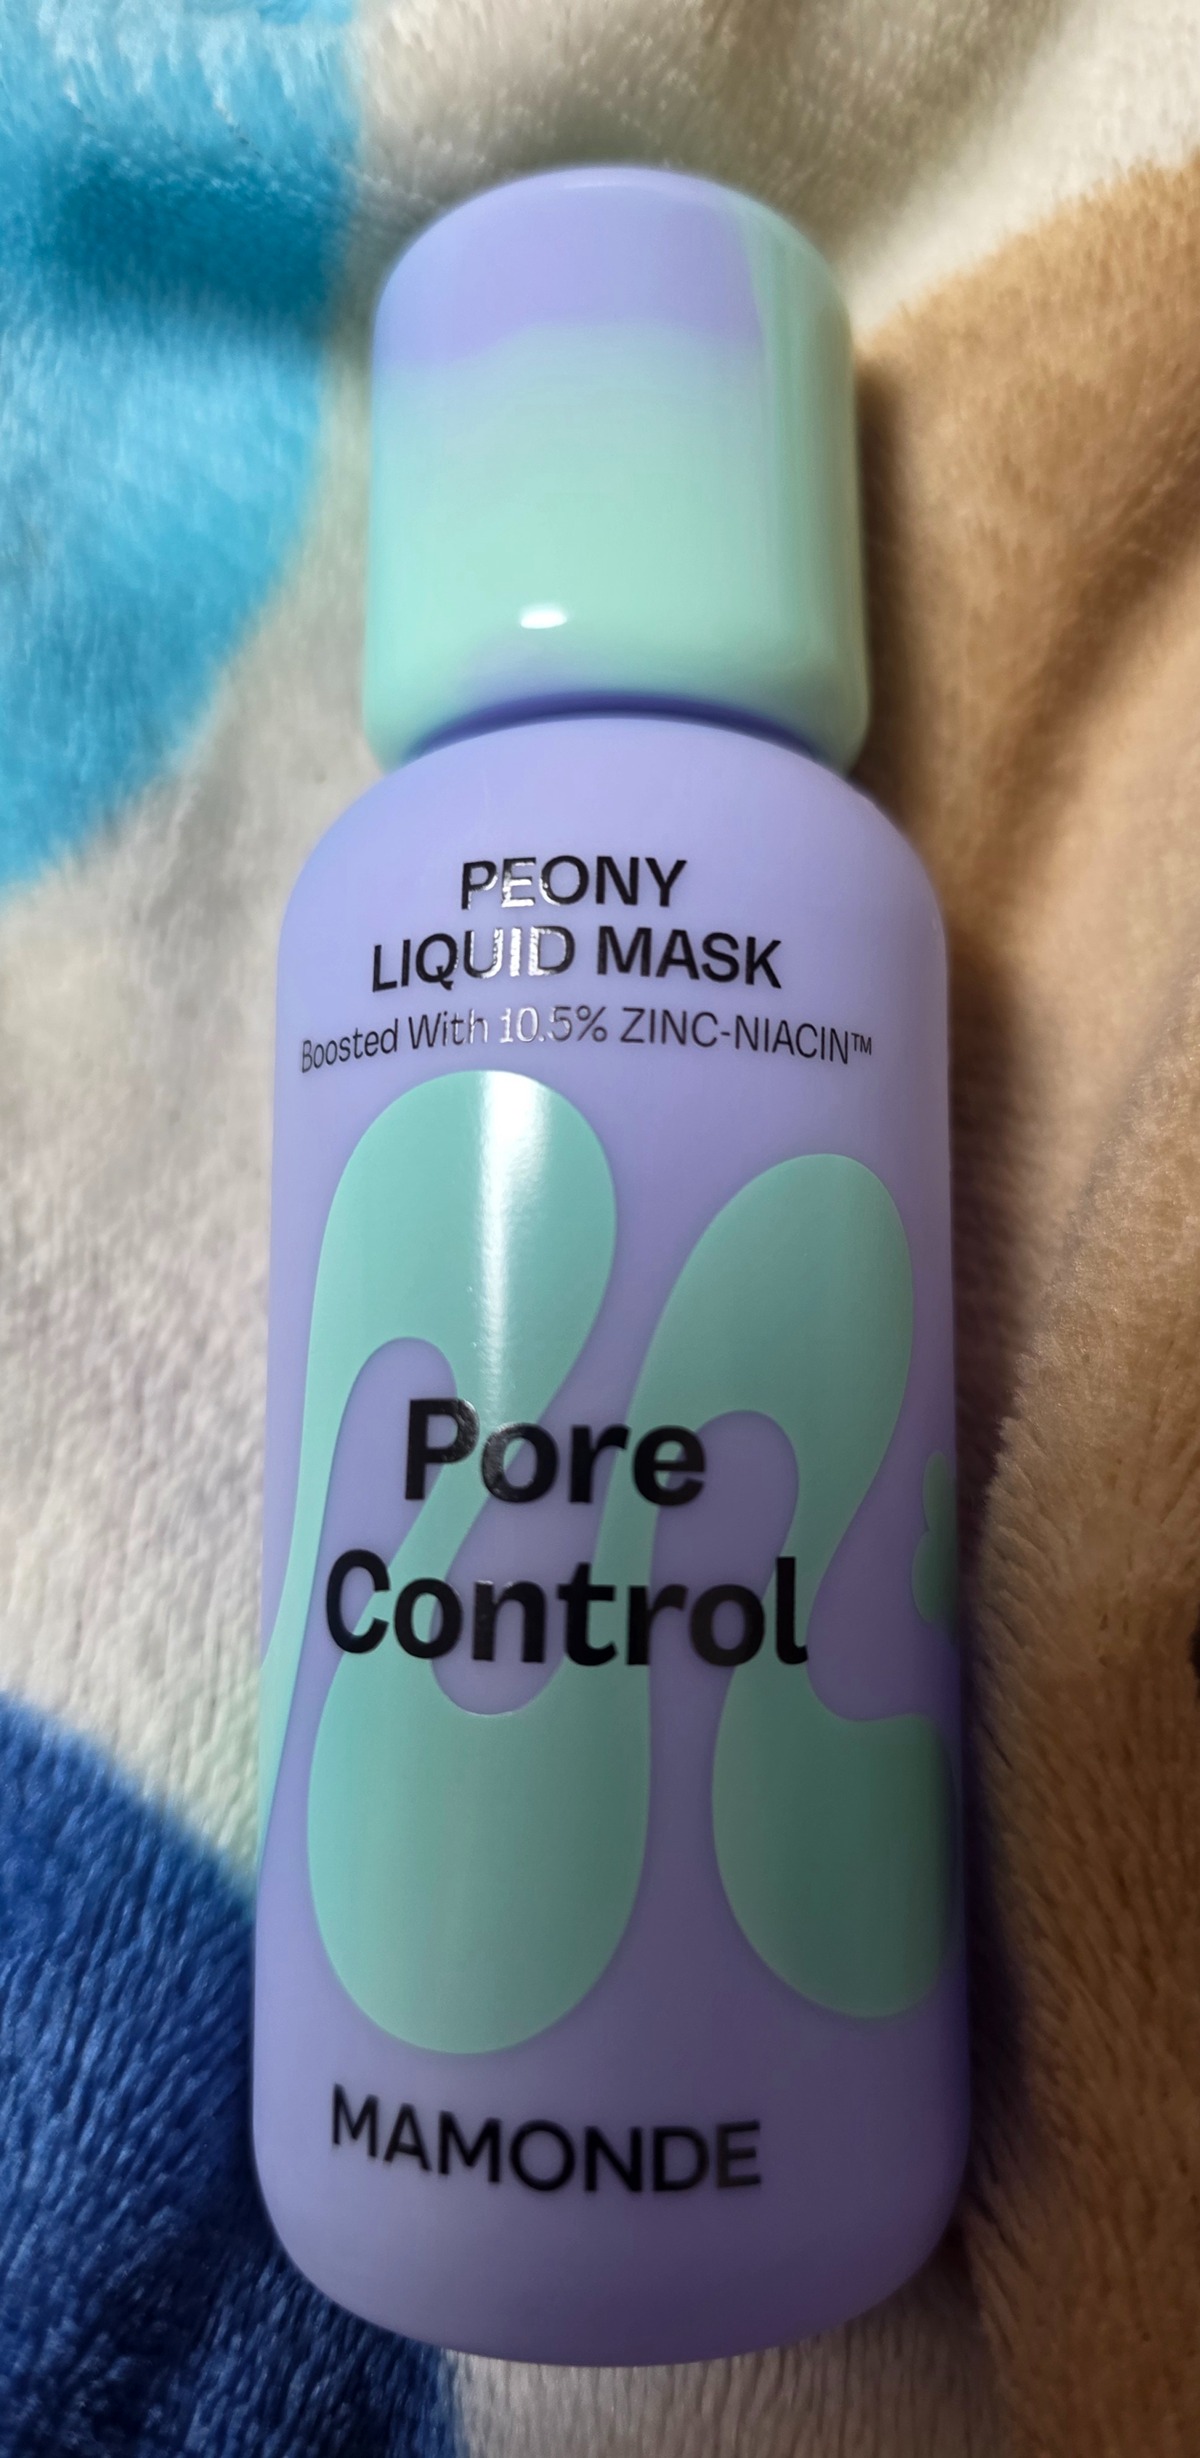 PEONY
LIQUID MASK
Boosted With 10.5% ZINC-NIACIN™
Pore
Control
MAMONDE